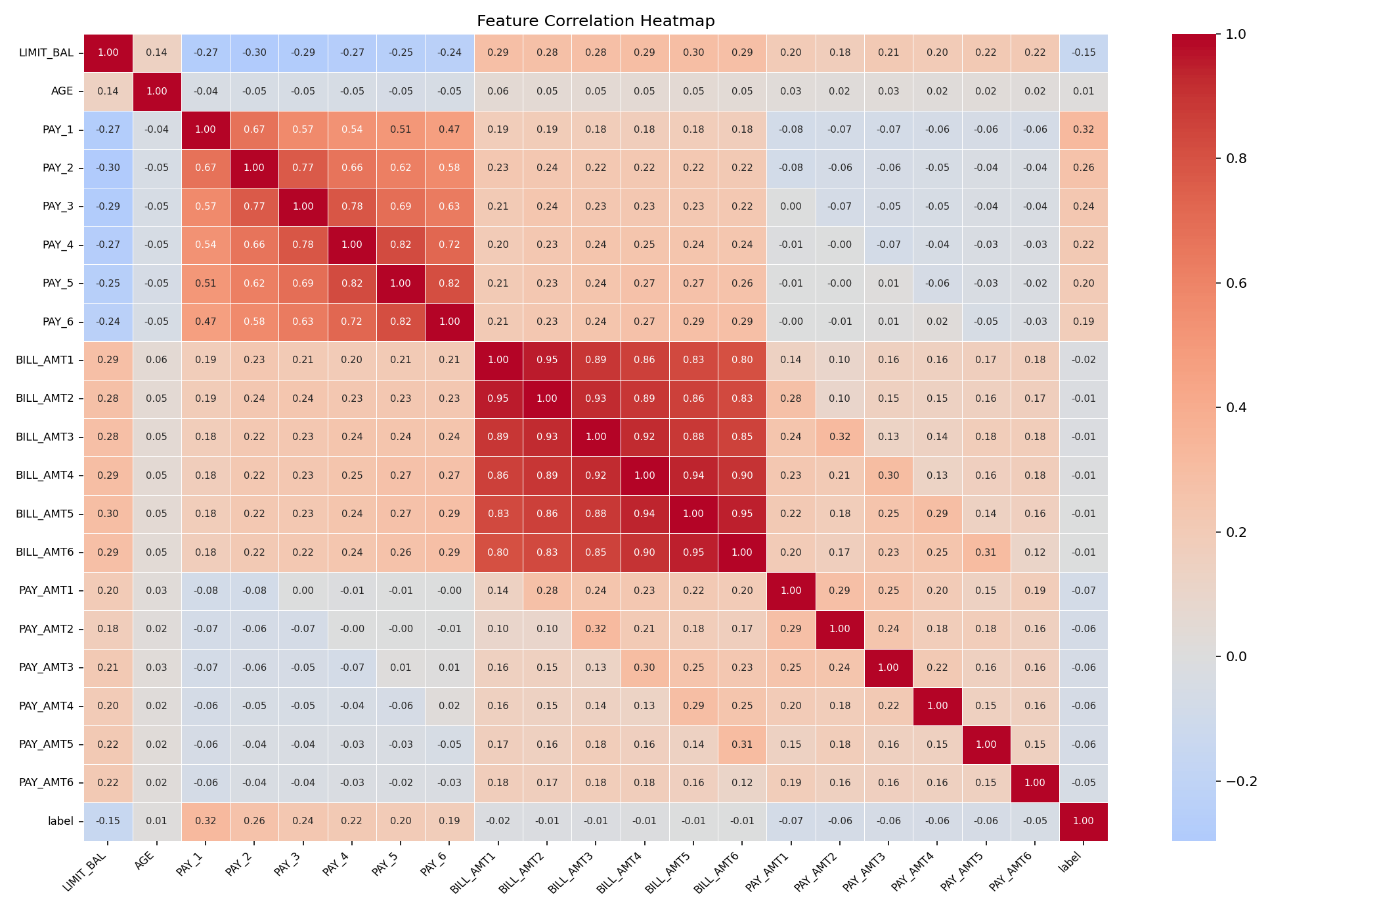 Feature Correlation Heatmap
LIMIT_BAL 1.00 0.14 -0.27 -0.30 -0.29 -0.27 -0.25 -0.24 0.29 0.28 0.28 0.29 0.30 0.29 0.20 0.18 0.21 0.20 0.22 0.22 -0.15
AGE 0.14 1.00 -0.04 -0.05 -0.05 -0.05 -0.05 -0.05 0.06 0.05 0.05 0.05 0.05 0.05 0.03 0.02 0.03 0.02 0.02 0.02 0.01
PAY_1 -0.27 -0.04 1.00 0.67 0.57 0.54 0.51 0.47 0.19 0.19 0.18 0.18 0.18 0.18 -0.08 -0.07 -0.07 -0.06 -0.06 -0.06 0.32
PAY_2 -0.30 -0.05 0.67 1.00 0.77 0.66 0.62 0.58 0.23 0.24 0.22 0.22 0.22 0.22 -0.08 -0.06 -0.06 -0.05 -0.04 -0.04 0.26
PAY_3 -0.29 -0.05 0.57 0.77 1.00 0.78 0.69 0.63 0.21 0.24 0.23 0.23 0.23 0.22 0.00 -0.07 -0.05 -0.05 -0.04 -0.04 0.24
PAY_4 -0.27 -0.05 0.54 0.66 0.78 1.00 0.82 0.72 0.20 0.23 0.24 0.25 0.24 0.24 -0.01 -0.00 -0.07 -0.04 -0.03 -0.03 0.22
PAY_5 -0.25 -0.05 0.51 0.62 0.69 0.82 1.00 0.82 0.21 0.23 0.24 0.27 0.27 0.26 -0.01 -0.00 0.01 -0.06 -0.03 -0.02 0.20
PAY_6 -0.24 -0.05 0.47 0.58 0.63 0.72 0.82 1.00 0.21 0.23 0.24 0.27 0.29 0.29 -0.00 -0.01 0.01 0.02 -0.05 -0.03 0.19
BILL_AMT1 0.29 0.06 0.19 0.23 0.21 0.20 0.21 0.21 1.00 0.95 0.89 0.86 0.83 0.80 0.14 0.10 0.16 0.16 0.17 0.18 -0.02
BILL_AMT2 0.28 0.05 0.19 0.24 0.24 0.23 0.23 0.23 0.95 1.00 0.93 0.89 0.86 0.83 0.28 0.10 0.15 0.15 0.16 0.17 -0.01
BILL_AMT3 0.28 0.05 0.18 0.22 0.23 0.24 0.24 0.24 0.89 0.93 1.00 0.92 0.88 0.85 0.24 0.32 0.13 0.14 0.18 0.18 -0.01
BILL_AMT4 0.29 0.05 0.18 0.22 0.23 0.25 0.27 0.27 0.86 0.89 0.92 1.00 0.94 0.90 0.23 0.21 0.30 0.13 0.16 0.18 -0.01
BILL_AMT5 0.30 0.05 0.18 0.22 0.23 0.24 0.27 0.29 0.83 0.86 0.88 0.94 1.00 0.95 0.22 0.18 0.25 0.29 0.14 0.16 -0.01
BILL_AMT6 0.29 0.05 0.18 0.22 0.22 0.24 0.26 0.29 0.80 0.83 0.85 0.90 0.95 1.00 0.20 0.17 0.23 0.25 0.31 0.12 -0.01
PAY_AMT1 0.20 0.03 -0.08 -0.08 0.00 -0.01 -0.01 -0.00 0.14 0.28 0.24 0.23 0.22 0.20 1.00 0.29 0.25 0.20 0.15 0.19 -0.07
PAY_AMT2 0.18 0.02 -0.07 -0.06 -0.07 -0.00 -0.00 -0.01 0.10 0.10 0.32 0.21 0.18 0.17 0.29 1.00 0.24 0.18 0.18 0.16 -0.06
PAY_AMT3 0.21 0.03 -0.07 -0.06 -0.05 -0.07 0.01 0.01 0.16 0.15 0.13 0.30 0.25 0.23 0.25 0.24 1.00 0.22 0.16 0.16 -0.06
PAY_AMT4 0.20 0.02 -0.06 -0.05 -0.05 -0.04 -0.06 0.02 0.16 0.15 0.14 0.13 0.29 0.25 0.20 0.18 0.22 1.00 0.15 0.16 -0.06
PAY_AMT5 0.22 0.02 -0.06 -0.04 -0.04 -0.03 -0.03 -0.05 0.17 0.16 0.18 0.16 0.14 0.31 0.15 0.18 0.16 0.15 1.00 0.15 -0.06
PAY_AMT6 0.22 0.02 -0.06 -0.04 -0.04 -0.03 -0.02 -0.03 0.18 0.17 0.18 0.18 0.16 0.12 0.19 0.16 0.16 0.16 0.15 1.00 -0.05
label -0.15 0.01 0.32 0.26 0.24 0.22 0.20 0.19 -0.02 -0.01 -0.01 -0.01 -0.01 -0.01 -0.07 -0.06 -0.06 -0.06 -0.06 -0.05 1.00
LIMIT_BAL AGE PAY_1 PAY_2 PAY_3 PAY_4 PAY_5 PAY_6 BILL_AMT1 BILL_AMT2 BILL_AMT3 BILL_AMT4 BILL_AMT5 BILL_AMT6 PAY_AMT1 PAY_AMT2 PAY_AMT3 PAY_AMT4 PAY_AMT5 PAY_AMT6 label
1.0
0.8
0.6
0.4
0.2
0.0
−0.2